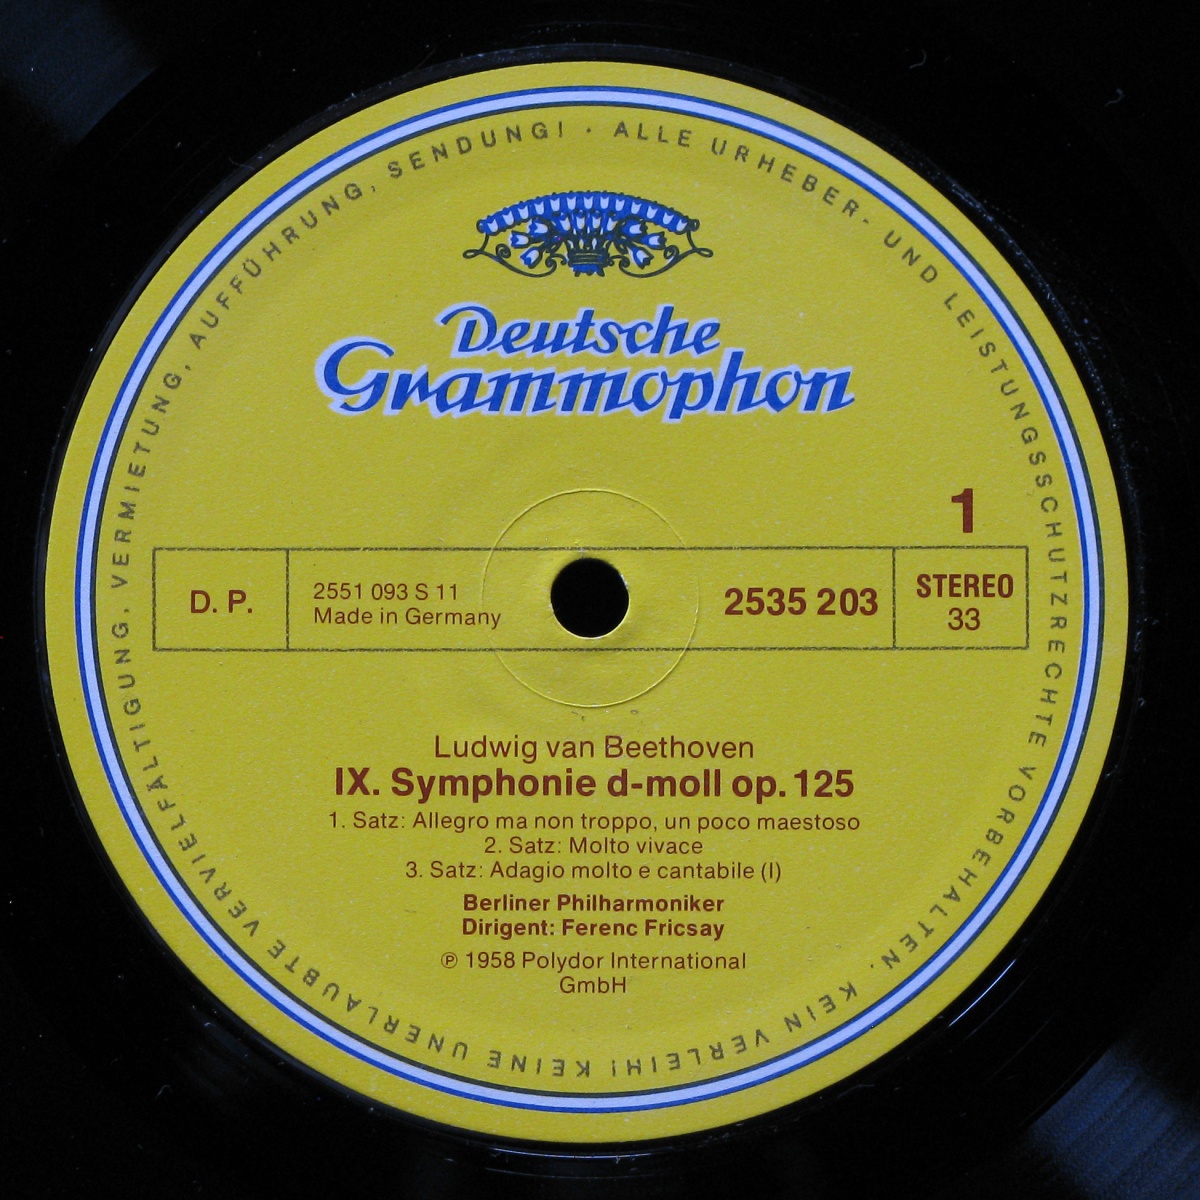 ALLE URHEBER- UND LEISTUNGSSCHUTZRECHTE VORBEHALTEN. KEIN VERLEIH! KEINE UNERLAUBTE VERVIELFÄLTIGUNG, VERMIETUNG, AUFFÜHRUNG, SENDUNG! ·
Deutsche
Grammophon
1
D. P.
2551 093 S 11
Made in Germany
2535 203
STEREO
33
Ludwig van Beethoven
IX. Symphonie d-moll op. 125
1. Satz: Allegro ma non troppo, un poco maestoso
2. Satz: Molto vivace
3. Satz: Adagio molto e cantabile (I)
Berliner Philharmoniker
Dirigent: Ferenc Fricsay
℗ 1958 Polydor International
GmbH